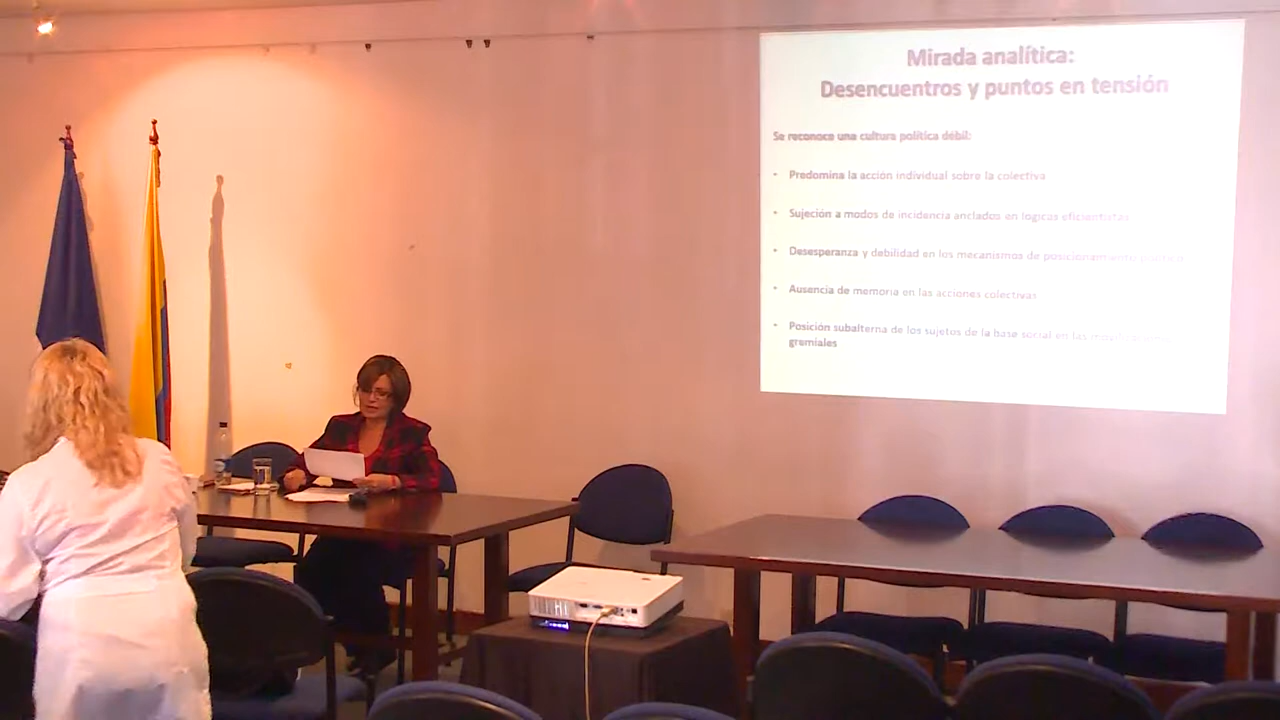 Mirada analítica:
Desencuentros y puntos en tensión
Se reconoce una cultura política débil:
• Predomina la acción individual sobre la colectiva
• Sujeción a modos de incidencia anclados en lógicas eficientistas
• Desesperanza y debilidad en los mecanismos de posicionamiento
• Ausencia de memoria en las acciones colectivas
• Posición subalterna de los sujetos de la base social en las
gremiales